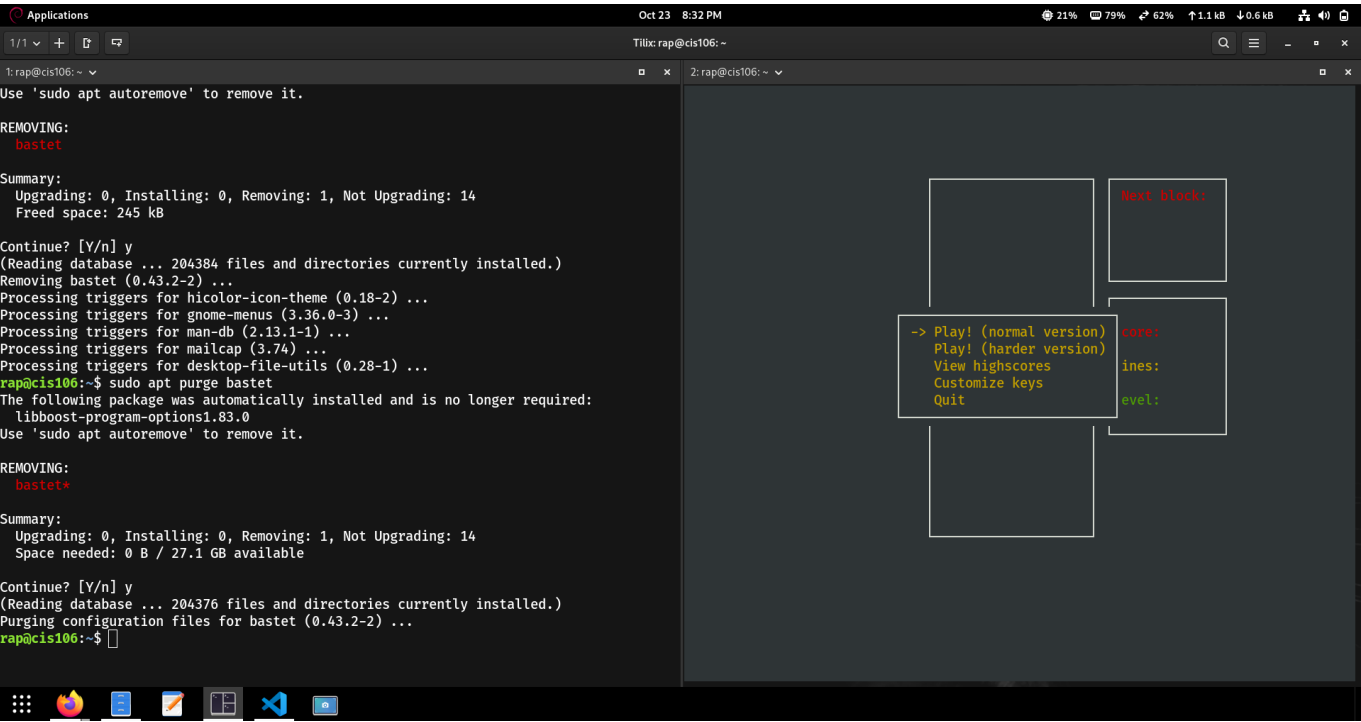 Applications
Oct 23 8:32 PM
21% 79% 62% ↑1.1 kB ↓0.6 kB
1/1
Tilix: rap@cis106: ~
1: rap@cis106: ~
Use 'sudo apt autoremove' to remove it.
REMOVING:
bastet
Summary:
Upgrading: 0, Installing: 0, Removing: 1, Not Upgrading: 14
Freed space: 245 kB
Continue? [Y/n] y
(Reading database ... 204384 files and directories currently installed.)
Removing bastet (0.43.2-2) ...
Processing triggers for hicolor-icon-theme (0.18-2) ...
Processing triggers for gnome-menus (3.36.0-3) ...
Processing triggers for man-db (2.13.1-1) ...
Processing triggers for mailcap (3.74) ...
Processing triggers for desktop-file-utils (0.28-1) ...
rap@cis106:~$ sudo apt purge bastet
The following package was automatically installed and is no longer required:
libboost-program-options1.83.0
Use 'sudo apt autoremove' to remove it.
REMOVING:
bastet*
Summary:
Upgrading: 0, Installing: 0, Removing: 1, Not Upgrading: 14
Space needed: 0 B / 27.1 GB available
Continue? [Y/n] y
(Reading database ... 204376 files and directories currently installed.)
Purging configuration files for bastet (0.43.2-2) ...
rap@cis106:~$
2: rap@cis106: ~
Next block:
-> Play! (normal version)
Play! (harder version)
View highscores
Customize keys
Quit
core:
ines:
evel: